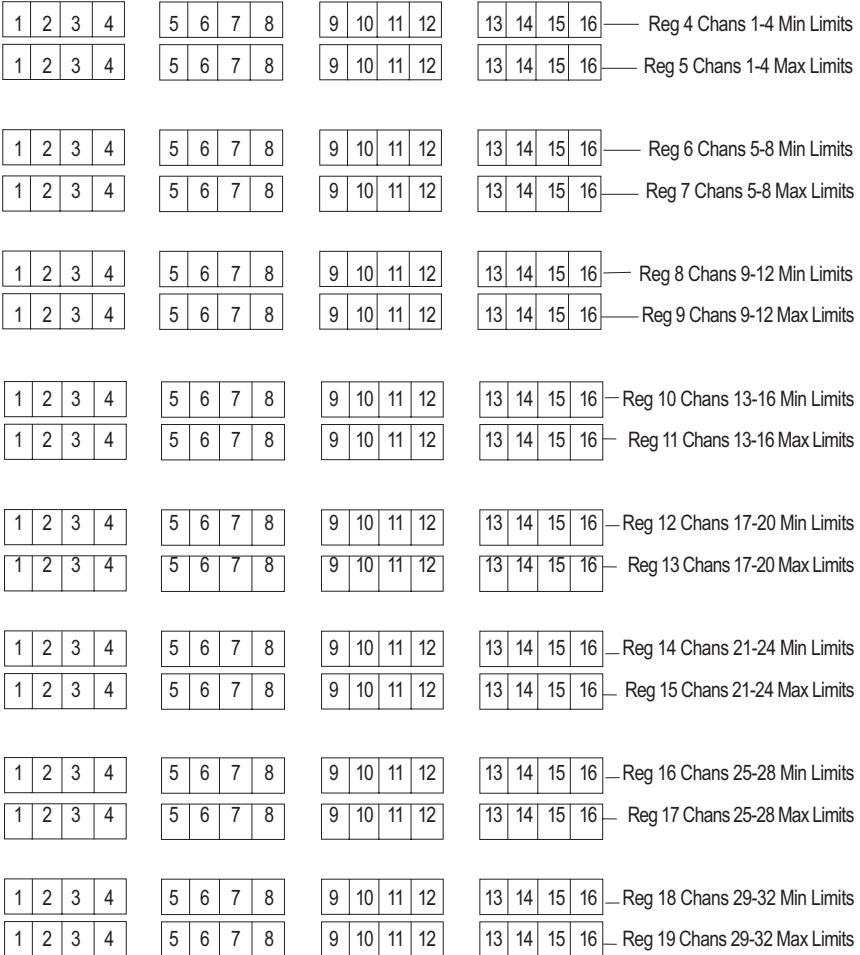 1 2 3 4 5 6 7 8 9 10 11 12 13 14 15 16 Reg 4 Chans 1-4 Min Limits
1 2 3 4 5 6 7 8 9 10 11 12 13 14 15 16 Reg 5 Chans 1-4 Max Limits
1 2 3 4 5 6 7 8 9 10 11 12 13 14 15 16 Reg 6 Chans 5-8 Min Limits
1 2 3 4 5 6 7 8 9 10 11 12 13 14 15 16 Reg 7 Chans 5-8 Max Limits
1 2 3 4 5 6 7 8 9 10 11 12 13 14 15 16 Reg 8 Chans 9-12 Min Limits
1 2 3 4 5 6 7 8 9 10 11 12 13 14 15 16 Reg 9 Chans 9-12 Max Limits
1 2 3 4 5 6 7 8 9 10 11 12 13 14 15 16 Reg 10 Chans 13-16 Min Limits
1 2 3 4 5 6 7 8 9 10 11 12 13 14 15 16 Reg 11 Chans 13-16 Max Limits
1 2 3 4 5 6 7 8 9 10 11 12 13 14 15 16 Reg 12 Chans 17-20 Min Limits
1 2 3 4 5 6 7 8 9 10 11 12 13 14 15 16 Reg 13 Chans 17-20 Max Limits
1 2 3 4 5 6 7 8 9 10 11 12 13 14 15 16 Reg 14 Chans 21-24 Min Limits
1 2 3 4 5 6 7 8 9 10 11 12 13 14 15 16 Reg 15 Chans 21-24 Max Limits
1 2 3 4 5 6 7 8 9 10 11 12 13 14 15 16 Reg 16 Chans 25-28 Min Limits
1 2 3 4 5 6 7 8 9 10 11 12 13 14 15 16 Reg 17 Chans 25-28 Max Limits
1 2 3 4 5 6 7 8 9 10 11 12 13 14 15 16 Reg 18 Chans 29-32 Min Limits
1 2 3 4 5 6 7 8 9 10 11 12 13 14 15 16 Reg 19 Chans 29-32 Max Limits